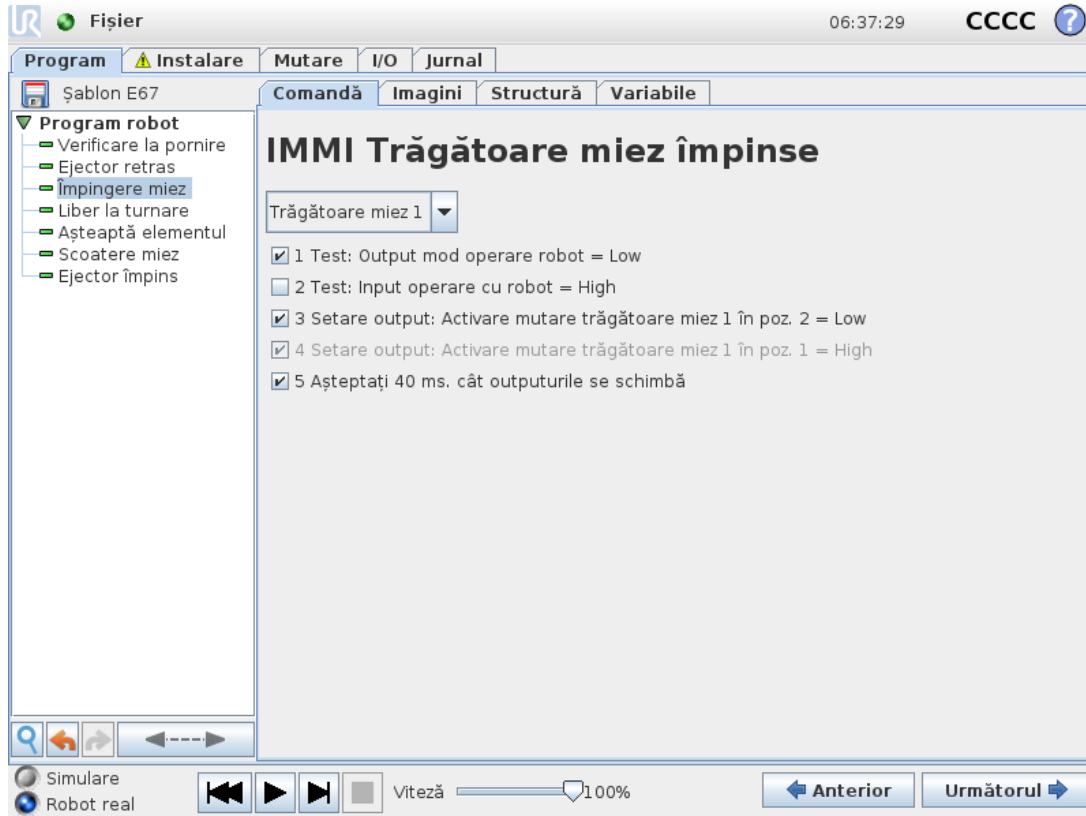 UR Fișier 06:37:29 CCCC ?
Program Instalare Mutare I/O Jurnal
Șablon E67
Comandă Imagini Structură Variabile
Program robot
Verificare la pornire
Ejector retras
Împingere miez
Liber la turnare
Așteaptă elementul
Scoatere miez
Ejector împins
IMMI Trăgătoare miez împinse
Trăgătoare miez 1
1 Test: Output mod operare robot = Low
2 Test: Input operare cu robot = High
3 Setare output: Activare mutare trăgătoare miez 1 în poz. 2 = Low
4 Setare output: Activare mutare trăgătoare miez 1 în poz. 1 = High
5 Așteptați 40 ms. cât outputurile se schimbă
Simulare
Robot real
Viteză 100%
Anterior Următorul